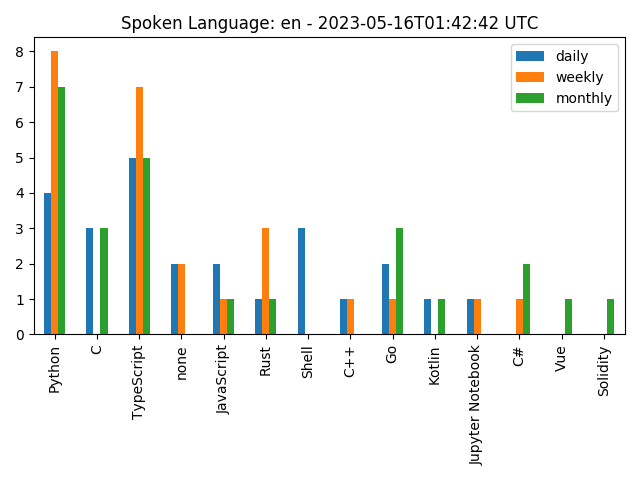 Spoken Language: en - 2023-05-16T01:42:42 UTC
daily
weekly
monthly
8
7
6
5
4
3
2
1
0
Python
C
TypeScript
none
JavaScript
Rust
Shell
C++
Go
Kotlin
Jupyter Notebook
C#
Vue
Solidity